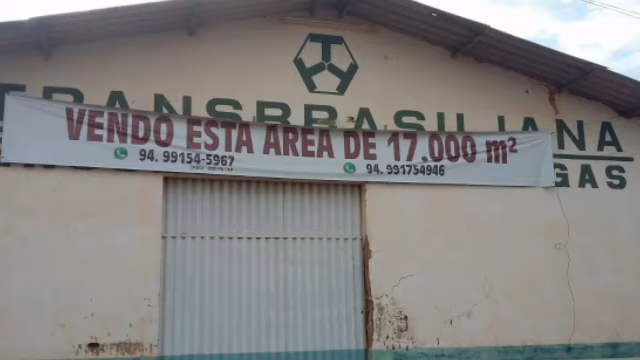 TRANSBRASILIANA
VENDO ESTA AREA DE 17.000 m²
94. 99154-5967
94. 991754946
GAS